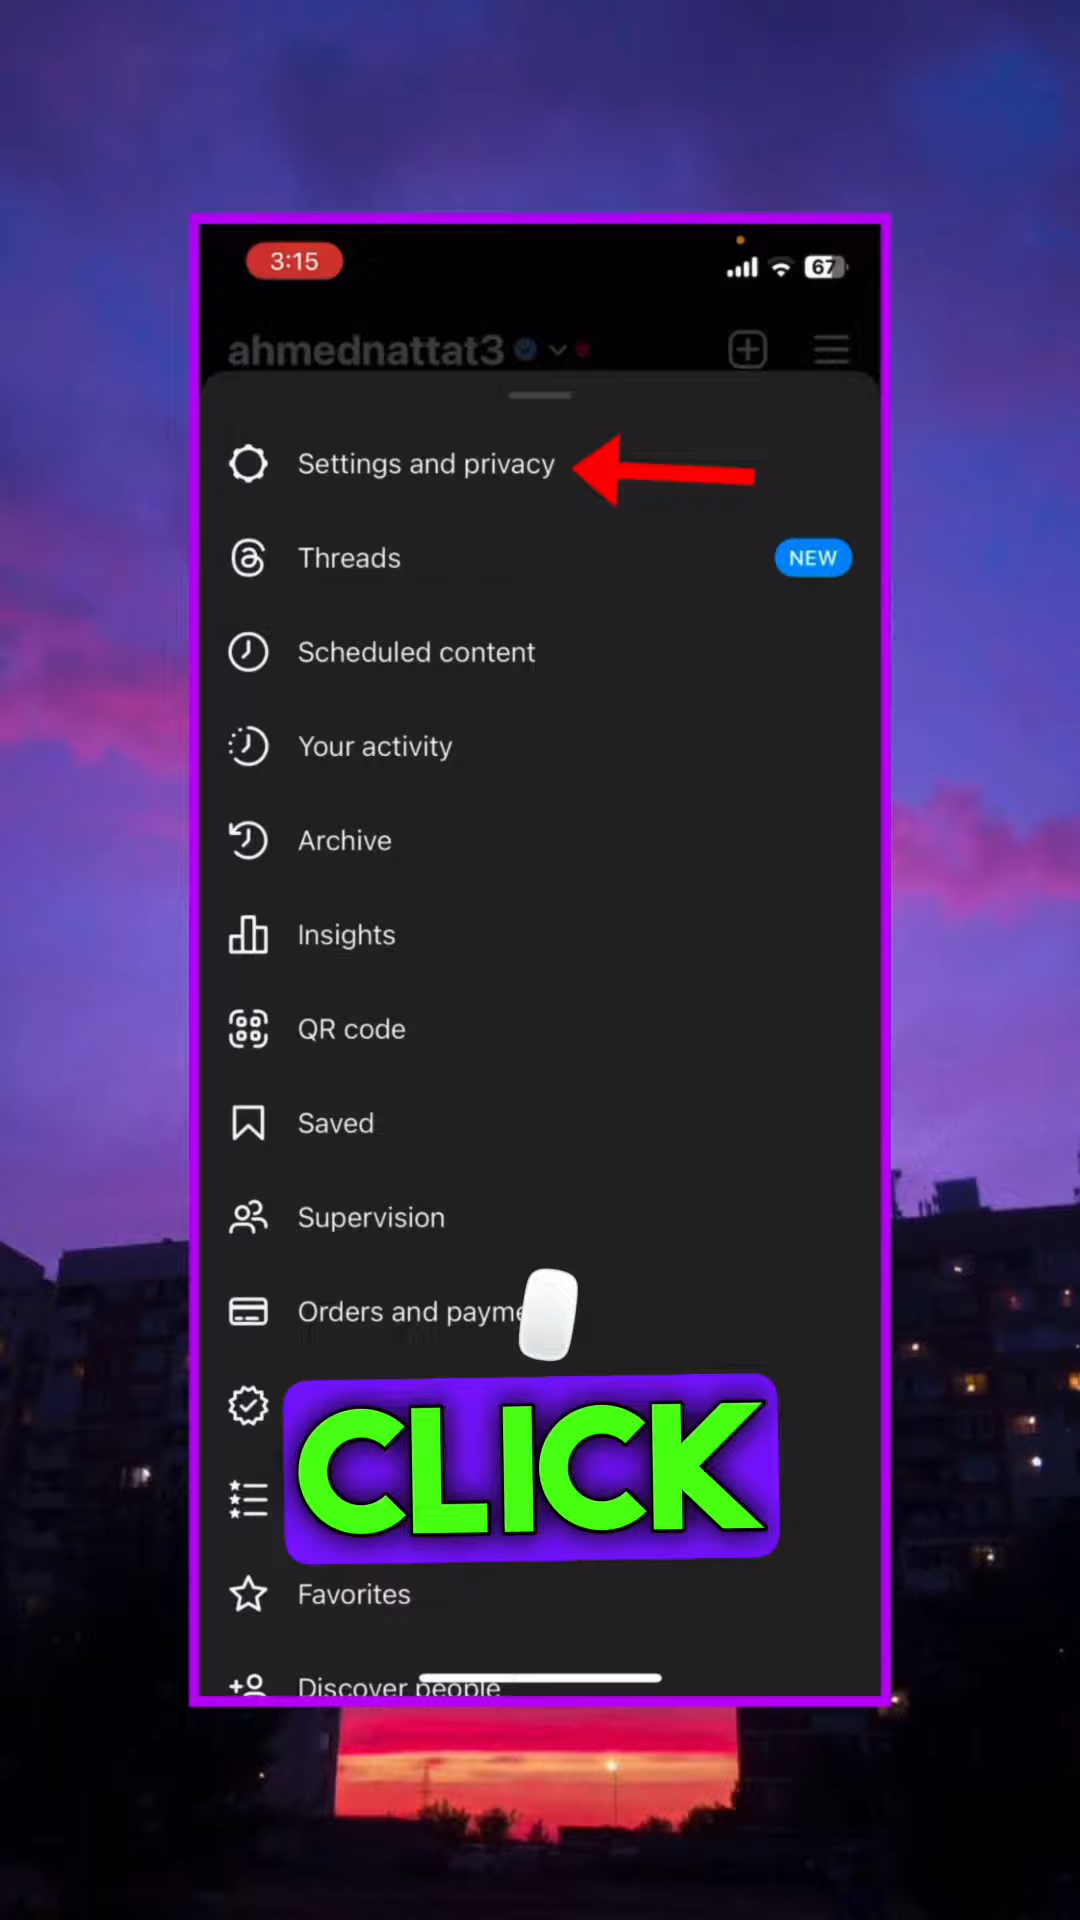 3:15
67
ahmednattat3
Settings and privacy
Threads
NEW
Scheduled content
Your activity
Archive
Insights
QR code
Saved
Supervision
Orders and payme
CLICK
Favorites
Discover people